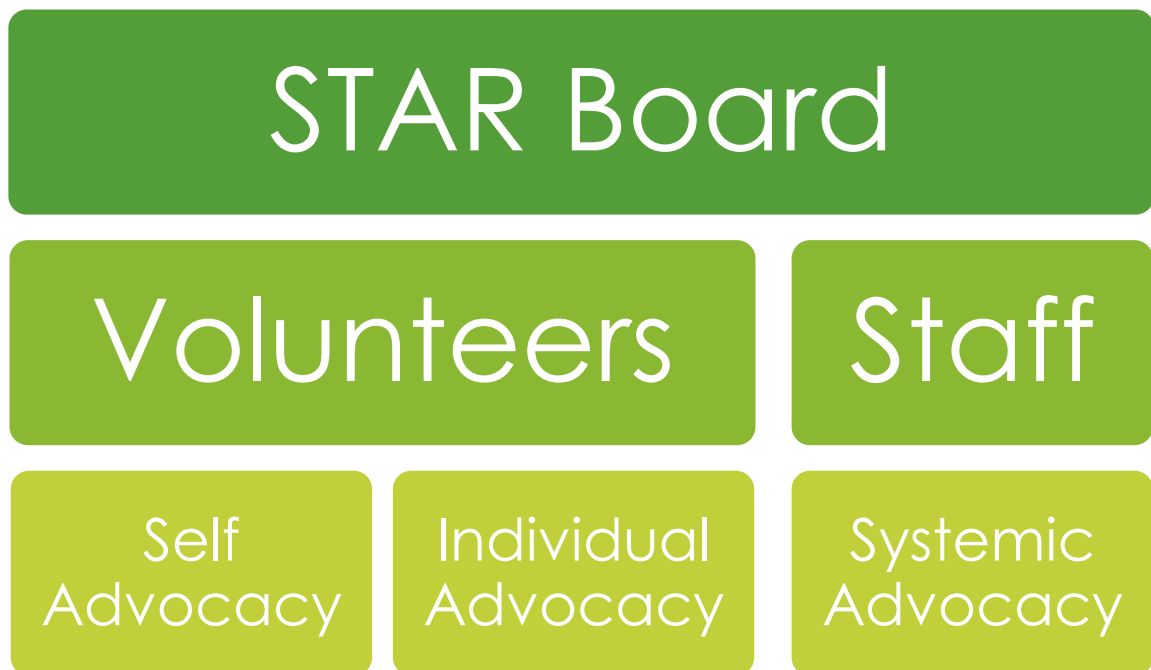 STAR Board
Volunteers
Staff
Self
Advocacy
Individual
Advocacy
Systemic
Advocacy